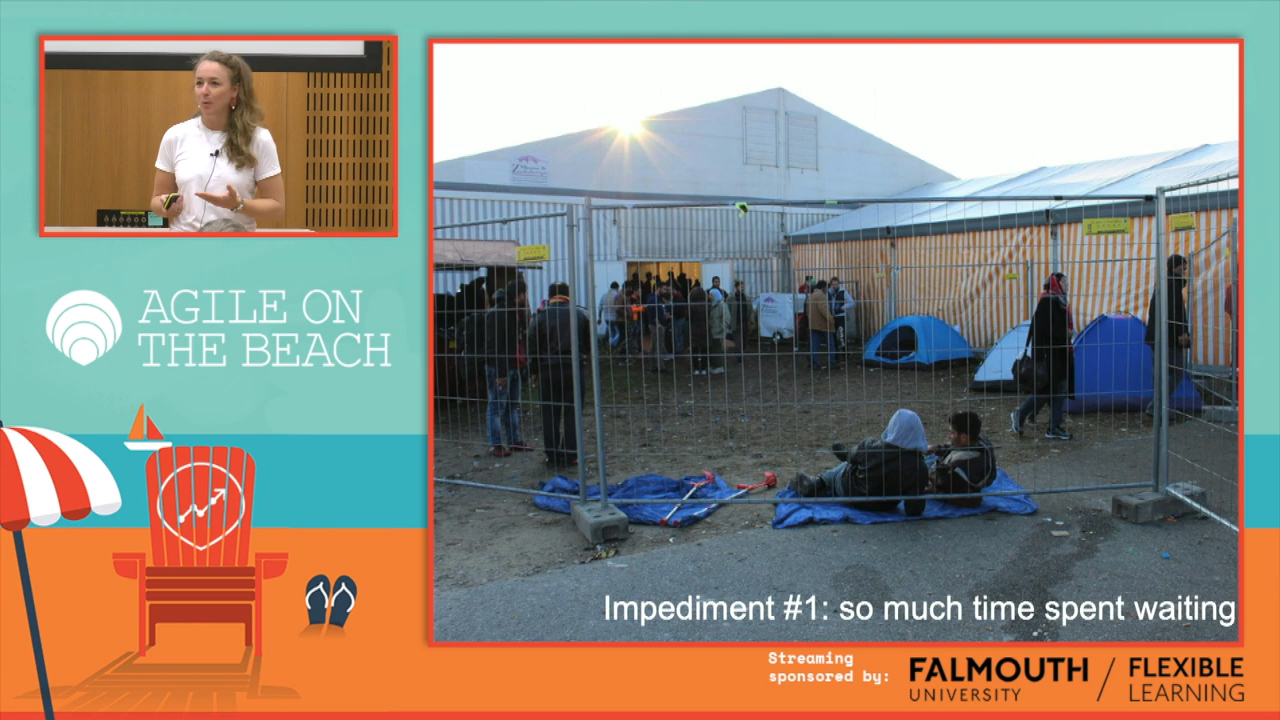 AGILE ON
THE BEACH
Impediment #1: so much time spent waiting
Streaming
sponsored by:
FALMOUTH
UNIVERSITY
FLEXIBLE
LEARNING